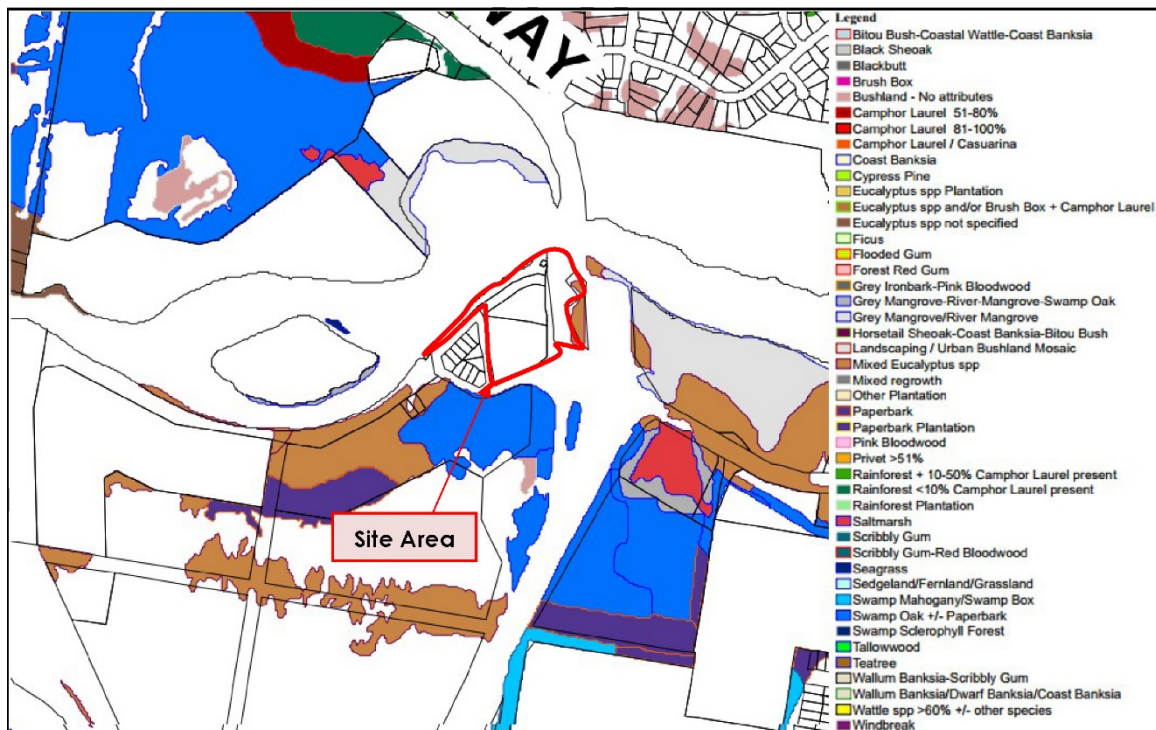 WAY
Site Area
Legend
Bitou Bush-Coastal Wattle-Coast Banksia
Black Sheoak
Blackbutt
Brush Box
Bushland - No attributes
Camphor Laurel 51-80%
Camphor Laurel 81-100%
Camphor Laurel / Casuarina
Coast Banksia
Cypress Pine
Eucalyptus spp Plantation
Eucalyptus spp and/or Brush Box + Camphor Laurel
Eucalyptus spp not specified
Ficus
Flooded Gum
Forest Red Gum
Grey Ironbark-Pink Bloodwood
Grey Mangrove-River-Mangrove-Swamp Oak
Grey Mangrove/River Mangrove
Horsetail Sheoak-Coast Banksia-Bitou Bush
Landscaping / Urban Bushland Mosaic
Mixed Eucalyptus spp
Mixed regrowth
Other Plantation
Paperbark
Paperbark Plantation
Pink Bloodwood
Privet >51%
Rainforest + 10-50% Camphor Laurel present
Rainforest <10% Camphor Laurel present
Rainforest Plantation
Saltmarsh
Scribbly Gum
Scribbly Gum-Red Bloodwood
Seagrass
Sedgeland/Fernland/Grassland
Swamp Mahogany/Swamp Box
Swamp Oak +/- Paperbark
Swamp Sclerophyll Forest
Tallowwood
Teatree
Wallum Banksia-Scribbly Gum
Wallum Banksia/Dwarf Banksia/Coast Banksia
Wattle spp >60% +/- other species
Windbreak